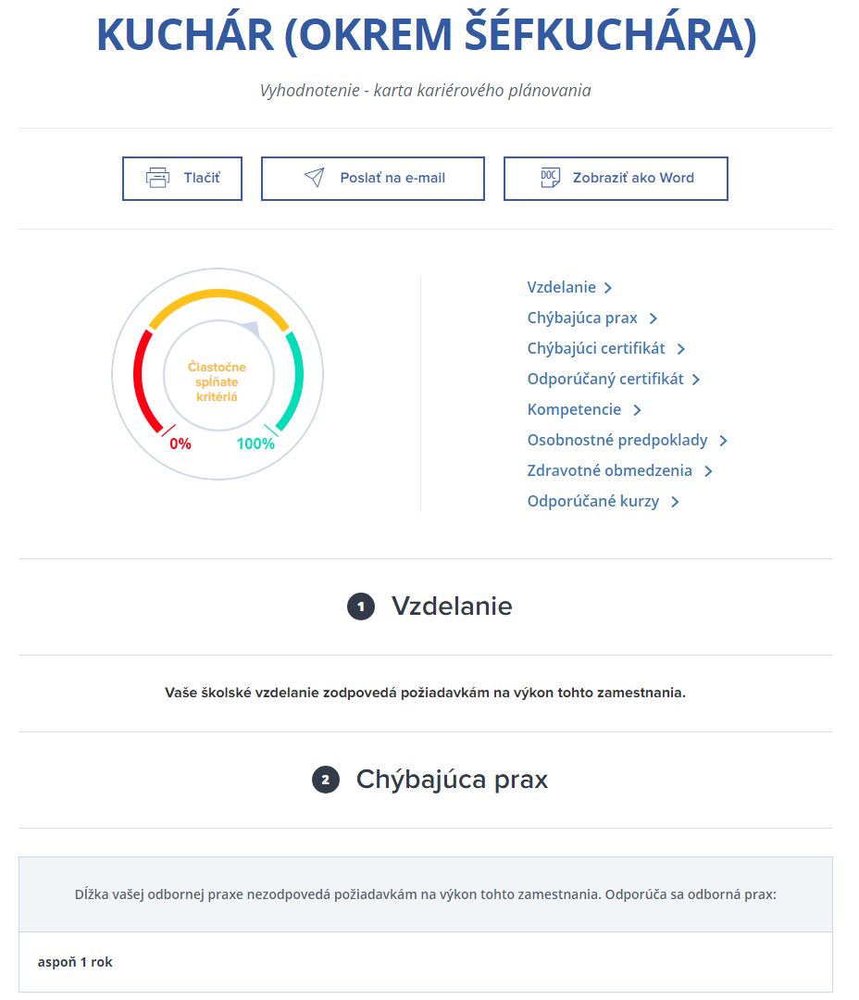 KUCHÁR (OKREM ŠÉFKUCHÁRA)
Vyhodnotenie - karta kariérového plánovania
Tlačiť
Poslať na e-mail
DOC
Zobraziť ako Word
Čiastočne
spĺňate
kritériá
0%
100%
Vzdelanie
Chýbajúca prax
Chýbajúci certifikát
Odporúčaný certifikát
Kompetencie
Osobnostné predpoklady
Zdravotné obmedzenia
Odporúčané kurzy
1 Vzdelanie
Vaše školské vzdelanie zodpovedá požiadavkám na výkon tohto zamestnania.
2 Chýbajúca prax
Dĺžka vašej odbornej praxe nezodpovedá požiadavkám na výkon tohto zamestnania. Odporúča sa odborná prax:
aspoň 1 rok